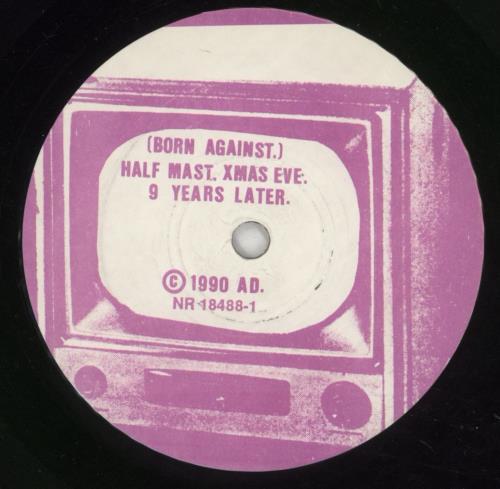 (BORN AGAINST.)
HALF MAST. XMAS EVE.
9 YEARS LATER.
© 1990 AD.
NR 18488-1